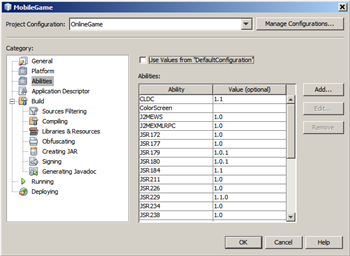 MobileGame
Project Configuration: OnlineGame Manage Configurations...
Category:
General
Platform
Abilities
Application Descriptor
Build
Sources Filtering
Compiling
Libraries & Resources
Obfuscating
Creating JAR
Signing
Generating Javadoc
Running
Deploying
Use Values from "DefaultConfiguration"
Abilities:
Ability Value (optional)
CLDC 1.1
ColorScreen
J2MEWS 1.0
J2MEXMLRPC 1.0
JSR172 1.0
JSR177 1.0
JSR179 1.0.1
JSR180 1.0.1
JSR184 1.1
JSR211 1.0
JSR226 1.0
JSR229 1.1.0
JSR234 1.0
JSR238 1.0
Add...
Edit...
Remove
OK Cancel Help